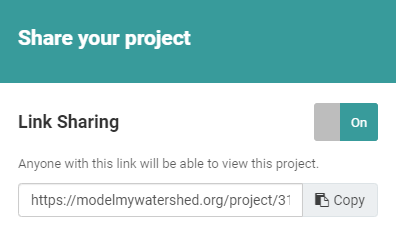 Share your project
Link Sharing
On
Anyone with this link will be able to view this project.
https://modelmywatershed.org/project/31
Copy